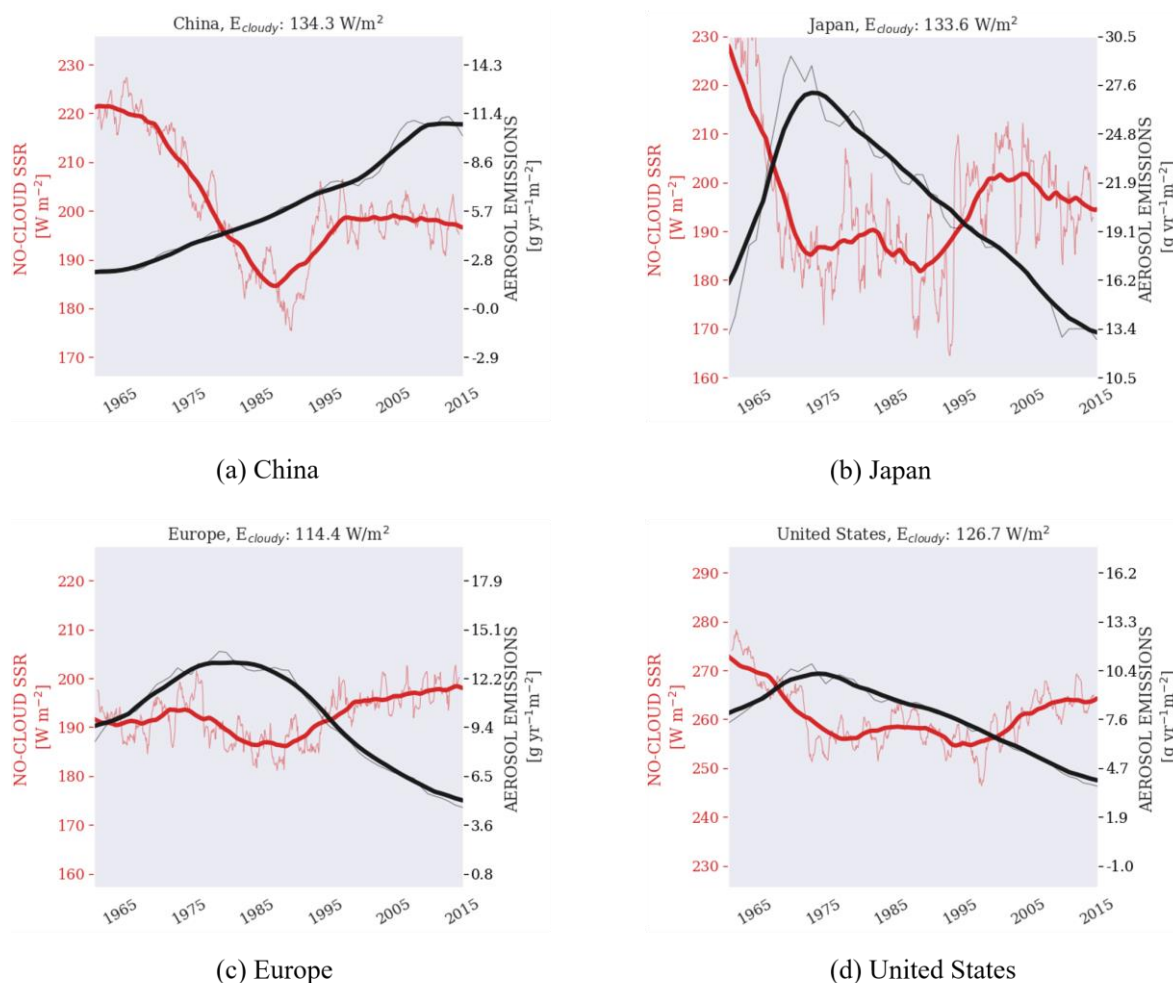 China, E_cloudy: 134.3 W/m²
230
220
210
200
190
180
170
NO-CLOUD SSR
[W m⁻²]
14.3
11.4
8.6
5.7
2.8
-0.0
-2.9
AEROSOL EMISSIONS
[g yr⁻¹m⁻²]
1965 1975 1985 1995 2005 2015
(a) China
Japan, E_cloudy: 133.6 W/m²
230
220
210
200
190
180
170
160
NO-CLOUD SSR
[W m⁻²]
30.5
27.6
24.8
21.9
19.1
16.2
13.4
10.5
AEROSOL EMISSIONS
[g yr⁻¹m⁻²]
1965 1975 1985 1995 2005 2015
(b) Japan
Europe, E_cloudy: 114.4 W/m²
220
210
200
190
180
170
160
NO-CLOUD SSR
[W m⁻²]
17.9
15.1
12.2
9.4
6.5
3.6
0.8
AEROSOL EMISSIONS
[g yr⁻¹m⁻²]
1965 1975 1985 1995 2005 2015
(c) Europe
United States, E_cloudy: 126.7 W/m²
290
280
270
260
250
240
230
NO-CLOUD SSR
[W m⁻²]
16.2
13.3
10.4
7.6
4.7
1.9
-1.0
AEROSOL EMISSIONS
[g yr⁻¹m⁻²]
1965 1975 1985 1995 2005 2015
(d) United States